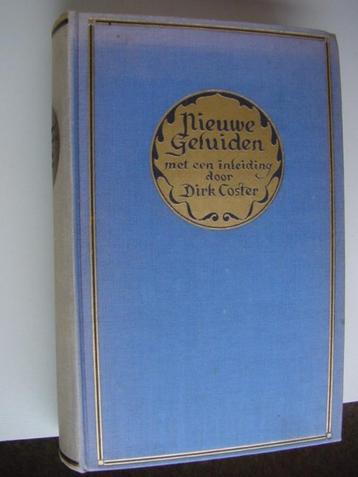 Nieuwe
Geluiden
met een inleiding
door
Dirk Coster